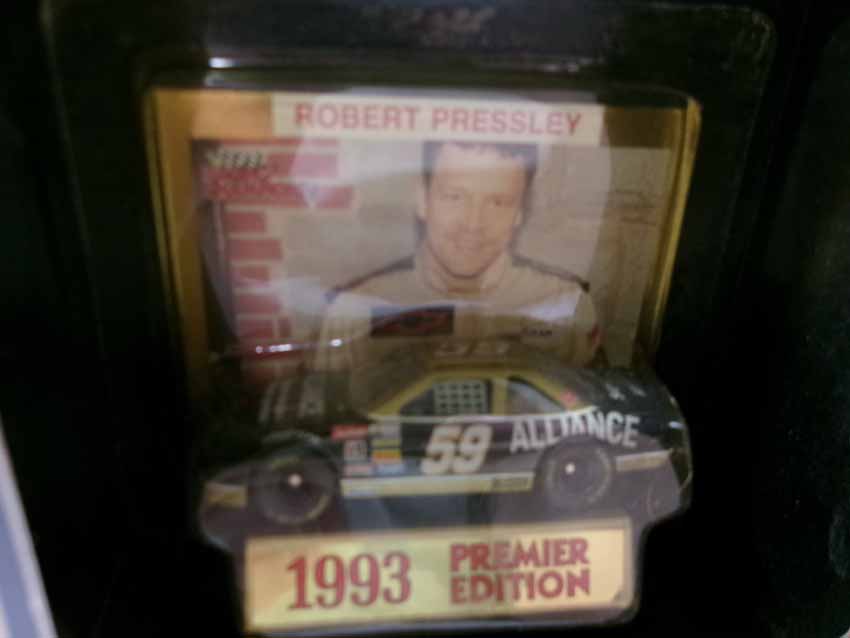 ROBERT PRESSLEY
59
ALLIANCE
1993
PREMIER
EDITION